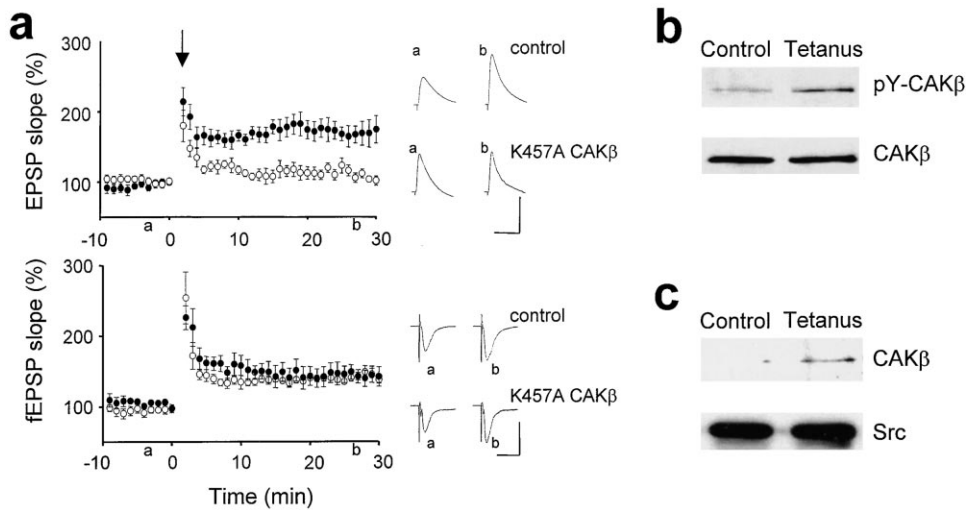 a
300
200
100
EPSP slope (%)
-10 0 10 20 30
a b
a b control
a b K457A CAKβ
300
200
100
fEPSP slope (%)
-10 0 10 20 30
a b
Time (min)
control
a b
K457A CAKβ
a b
b
Control Tetanus
pY-CAKβ
CAKβ
c
Control Tetanus
CAKβ
Src